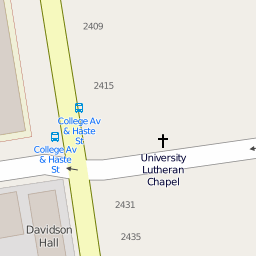 2409
2415
College Av
& Haste
St
College Av
& Haste
St
University
Lutheran
Chapel
2431
Davidson
Hall
2435